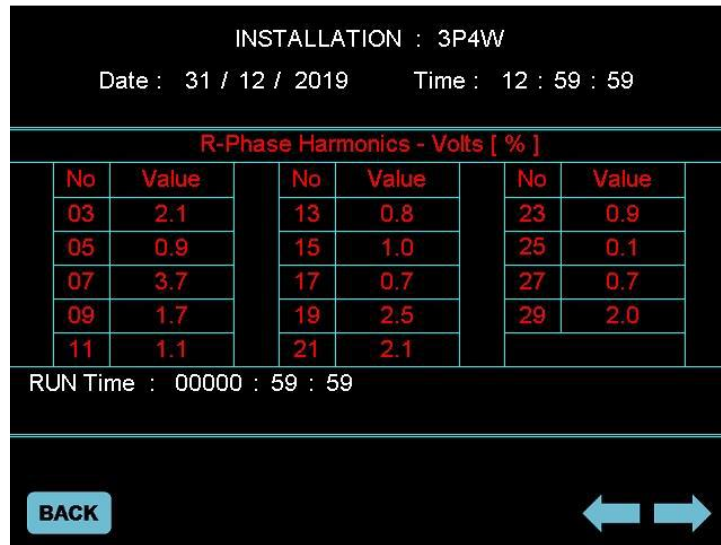 INSTALLATION : 3P4W
Date : 31 / 12 / 2019 Time : 12 : 59 : 59
R-Phase Harmonics - Volts [ % ]
No Value No Value No Value
03 2.1 13 0.8 23 0.9
05 0.9 15 1.0 25 0.1
07 3.7 17 0.7 27 0.7
09 1.7 19 2.5 29 2.0
11 1.1 21 2.1
RUN Time : 00000 : 59 : 59
BACK